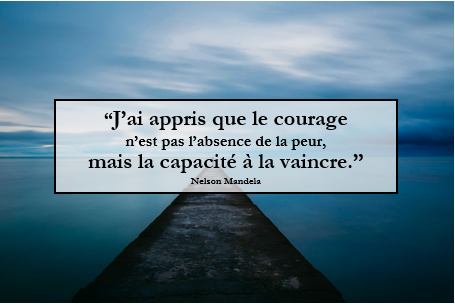 “J’ai appris que le courage
n’est pas l’absence de la peur,
mais la capacité à la vaincre.”
Nelson Mandela